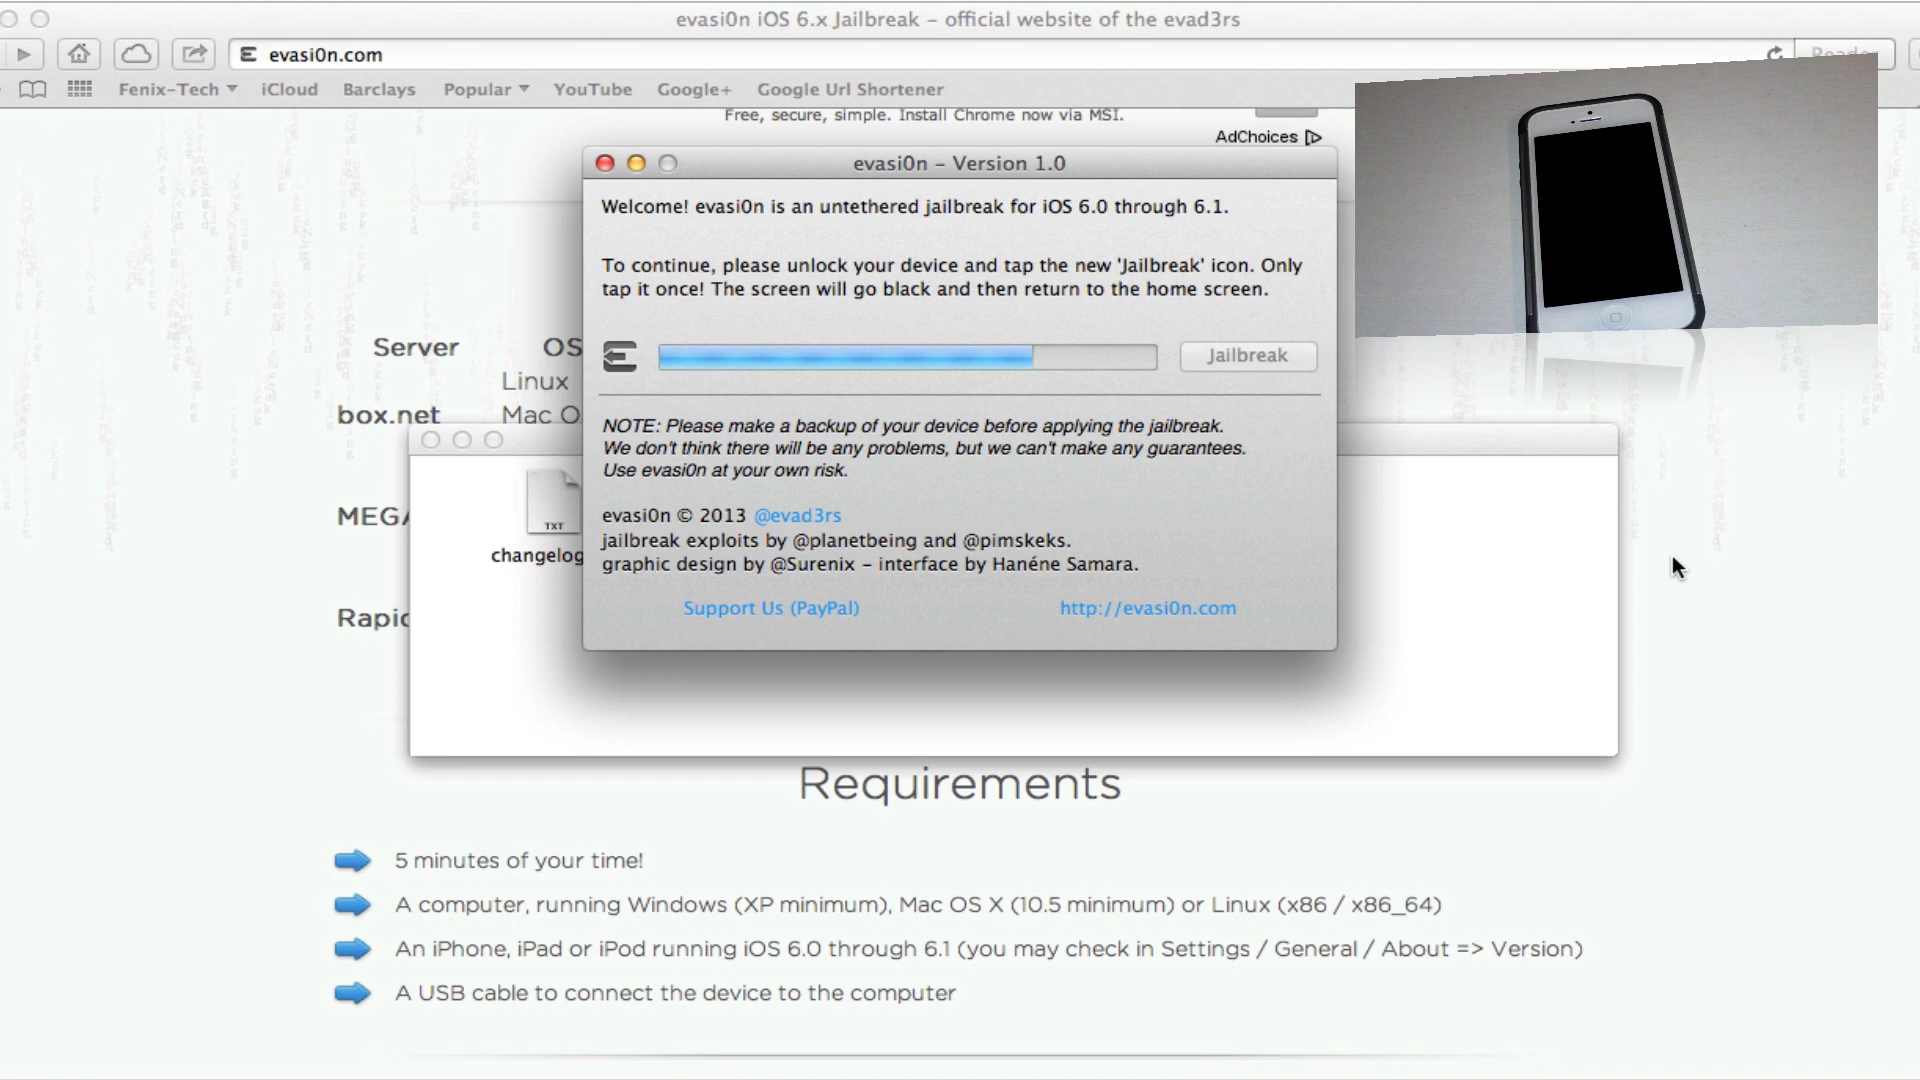 evasi0n iOS 6.x Jailbreak – official website of the evad3rs
evasi0n.com
Reader
Fenix-Tech iCloud Barclays Popular YouTube Google+ Google Url Shortener
Free, secure, simple. Install Chrome now via MSI.
AdChoices
evasi0n – Version 1.0
Welcome! evasi0n is an untethered jailbreak for iOS 6.0 through 6.1.
To continue, please unlock your device and tap the new 'Jailbreak' icon. Only
tap it once! The screen will go black and then return to the home screen.
Jailbreak
NOTE: Please make a backup of your device before applying the jailbreak.
We don't think there will be any problems, but we can't make any guarantees.
Use evasi0n at your own risk.
evasi0n © 2013 @evad3rs
jailbreak exploits by @planetbeing and @pimskeks.
graphic design by @Surenix – interface by Hanéne Samara.
Support Us (PayPal) http://evasi0n.com
Server OS
Linux
box.net Mac O
MEGA
Rapid
TXT
changelog
Requirements
5 minutes of your time!
A computer, running Windows (XP minimum), Mac OS X (10.5 minimum) or Linux (x86 / x86_64)
An iPhone, iPad or iPod running iOS 6.0 through 6.1 (you may check in Settings / General / About => Version)
A USB cable to connect the device to the computer